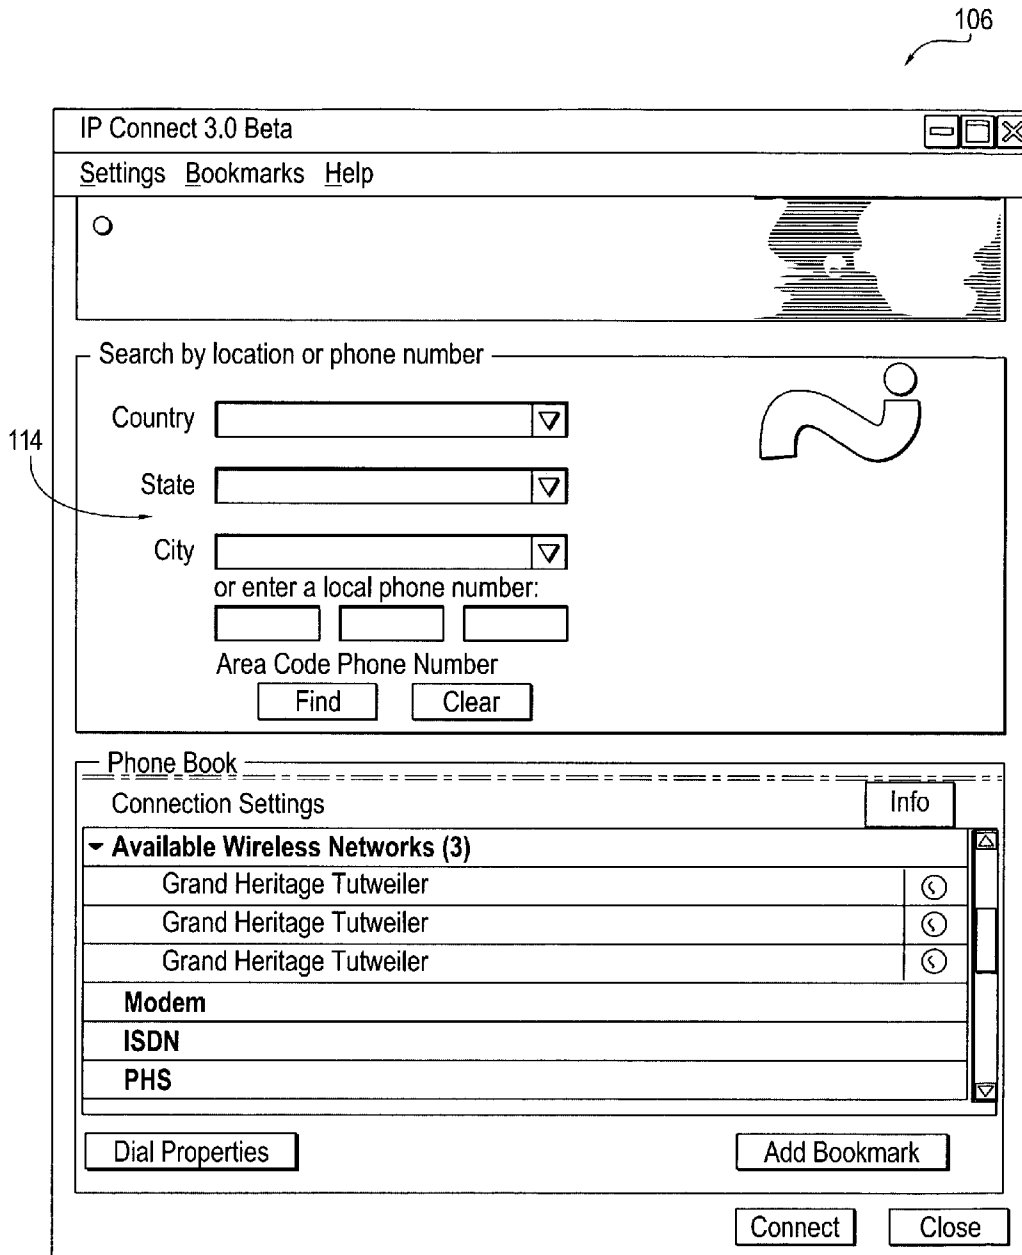 106
IP Connect 3.0 Beta
Settings Bookmarks Help
Search by location or phone number
Country
114
State
City
or enter a local phone number:
Area Code Phone Number
Find Clear
Phone Book
Connection Settings Info
Available Wireless Networks (3)
Grand Heritage Tutweiler
Grand Heritage Tutweiler
Grand Heritage Tutweiler
Modem
ISDN
PHS
Dial Properties Add Bookmark
Connect Close